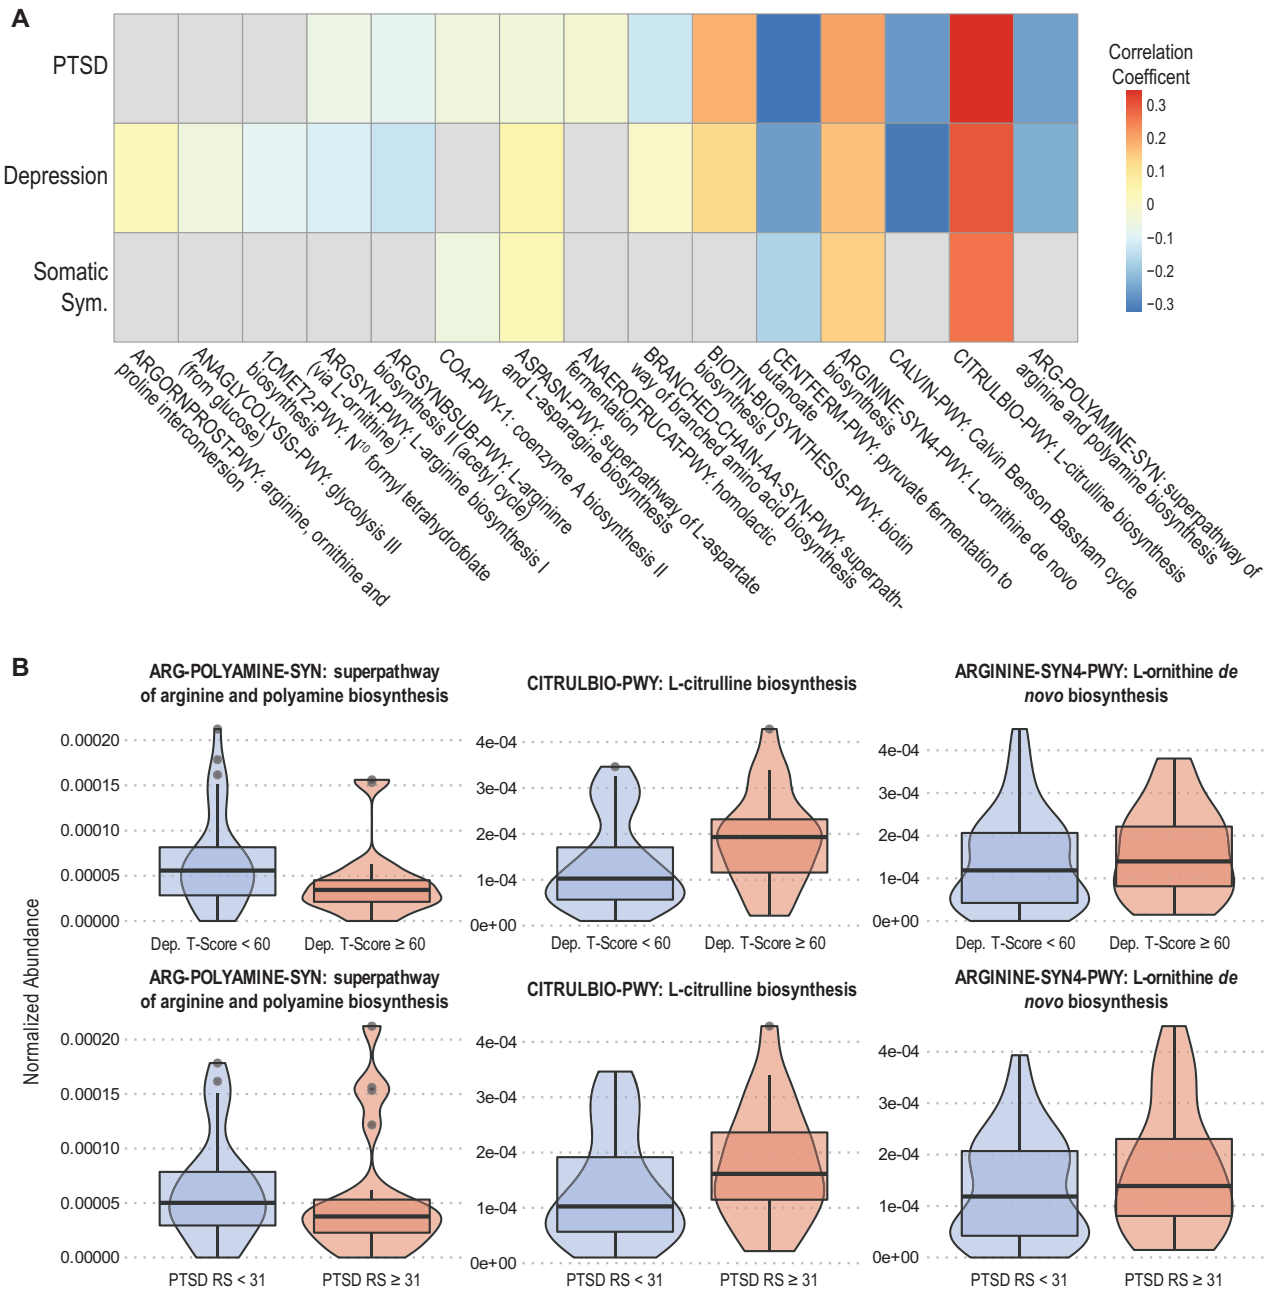 A
PTSD
Depression
Somatic
Sym.
Correlation
Coefficent
0.3
0.2
0.1
0
−0.1
−0.2
−0.3
ARGORNPROST-PWY: arginine, ornithine and
proline interconversion
ANAGLYCOLYSIS-PWY: glycolysis III
(from glucose)
1CMET2-PWY: N¹⁰ formyl tetrahydrofolate
biosynthesis
ARGSYN-PWY: L-arginine biosynthesis I
(via L-ornithine)
ARGSYNBSUB-PWY: L-arginínre
biosynthesis II (acetyl cycle)
COA-PWY-1: coenzyme A biosynthesis II
ASPASN-PWY: superpathway of L-aspartate
and L-asparagine biosynthesis
ANAEROFRUCAT-PWY: homolactic
fermentation
BRANCHED-CHAIN-AA-SYN-PWY: superpath-
way of branched amino acid biosynthesis
BIOTIN-BIOSYNTHESIS-PWY: biotin
biosynthesis I
CENTFERM-PWY: pyruvate fermentation to
butanoate
ARGININE-SYN4-PWY: L-ornithine de novo
biosynthesis
CALVIN-PWY: Calvin Benson Bassham cycle
CITRULBIO-PWY: L-citrulline biosynthesis
ARG-POLYAMINE-SYN: superpathway of
arginine and polyamine biosynthesis
B
Normalized Abundance
ARG-POLYAMINE-SYN: superpathway
of arginine and polyamine biosynthesis
0.00020
0.00015
0.00010
0.00005
0.00000
Dep. T-Score < 60
Dep. T-Score ≥ 60
CITRULBIO-PWY: L-citrulline biosynthesis
4e-04
3e-04
2e-04
1e-04
0e+00
Dep. T-Score < 60
Dep. T-Score ≥ 60
ARGININE-SYN4-PWY: L-ornithine de
novo biosynthesis
4e-04
3e-04
2e-04
1e-04
0e+00
Dep. T-Score < 60
Dep. T-Score ≥ 60
ARG-POLYAMINE-SYN: superpathway
of arginine and polyamine biosynthesis
0.00020
0.00015
0.00010
0.00005
0.00000
PTSD RS < 31
PTSD RS ≥ 31
CITRULBIO-PWY: L-citrulline biosynthesis
4e-04
3e-04
2e-04
1e-04
0e+00
PTSD RS < 31
PTSD RS ≥ 31
ARGININE-SYN4-PWY: L-ornithine de
novo biosynthesis
4e-04
3e-04
2e-04
1e-04
0e+00
PTSD RS < 31
PTSD RS ≥ 31